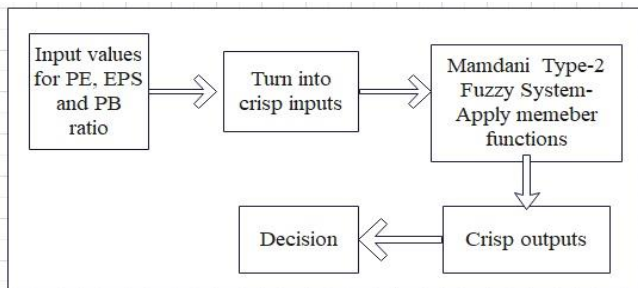 Input values
for PE, EPS
and PB
ratio
Turn into
crisp inputs
Mamdani Type-2
Fuzzy System-
Apply memeber
functions
Crisp outputs
Decision